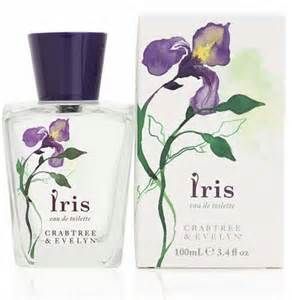 Iris
eau de toilette
CRABTREE
& EVELYN
Iris
eau de toilette
CRABTREE
& EVELYN
100mL ℮ 3.4 fl oz